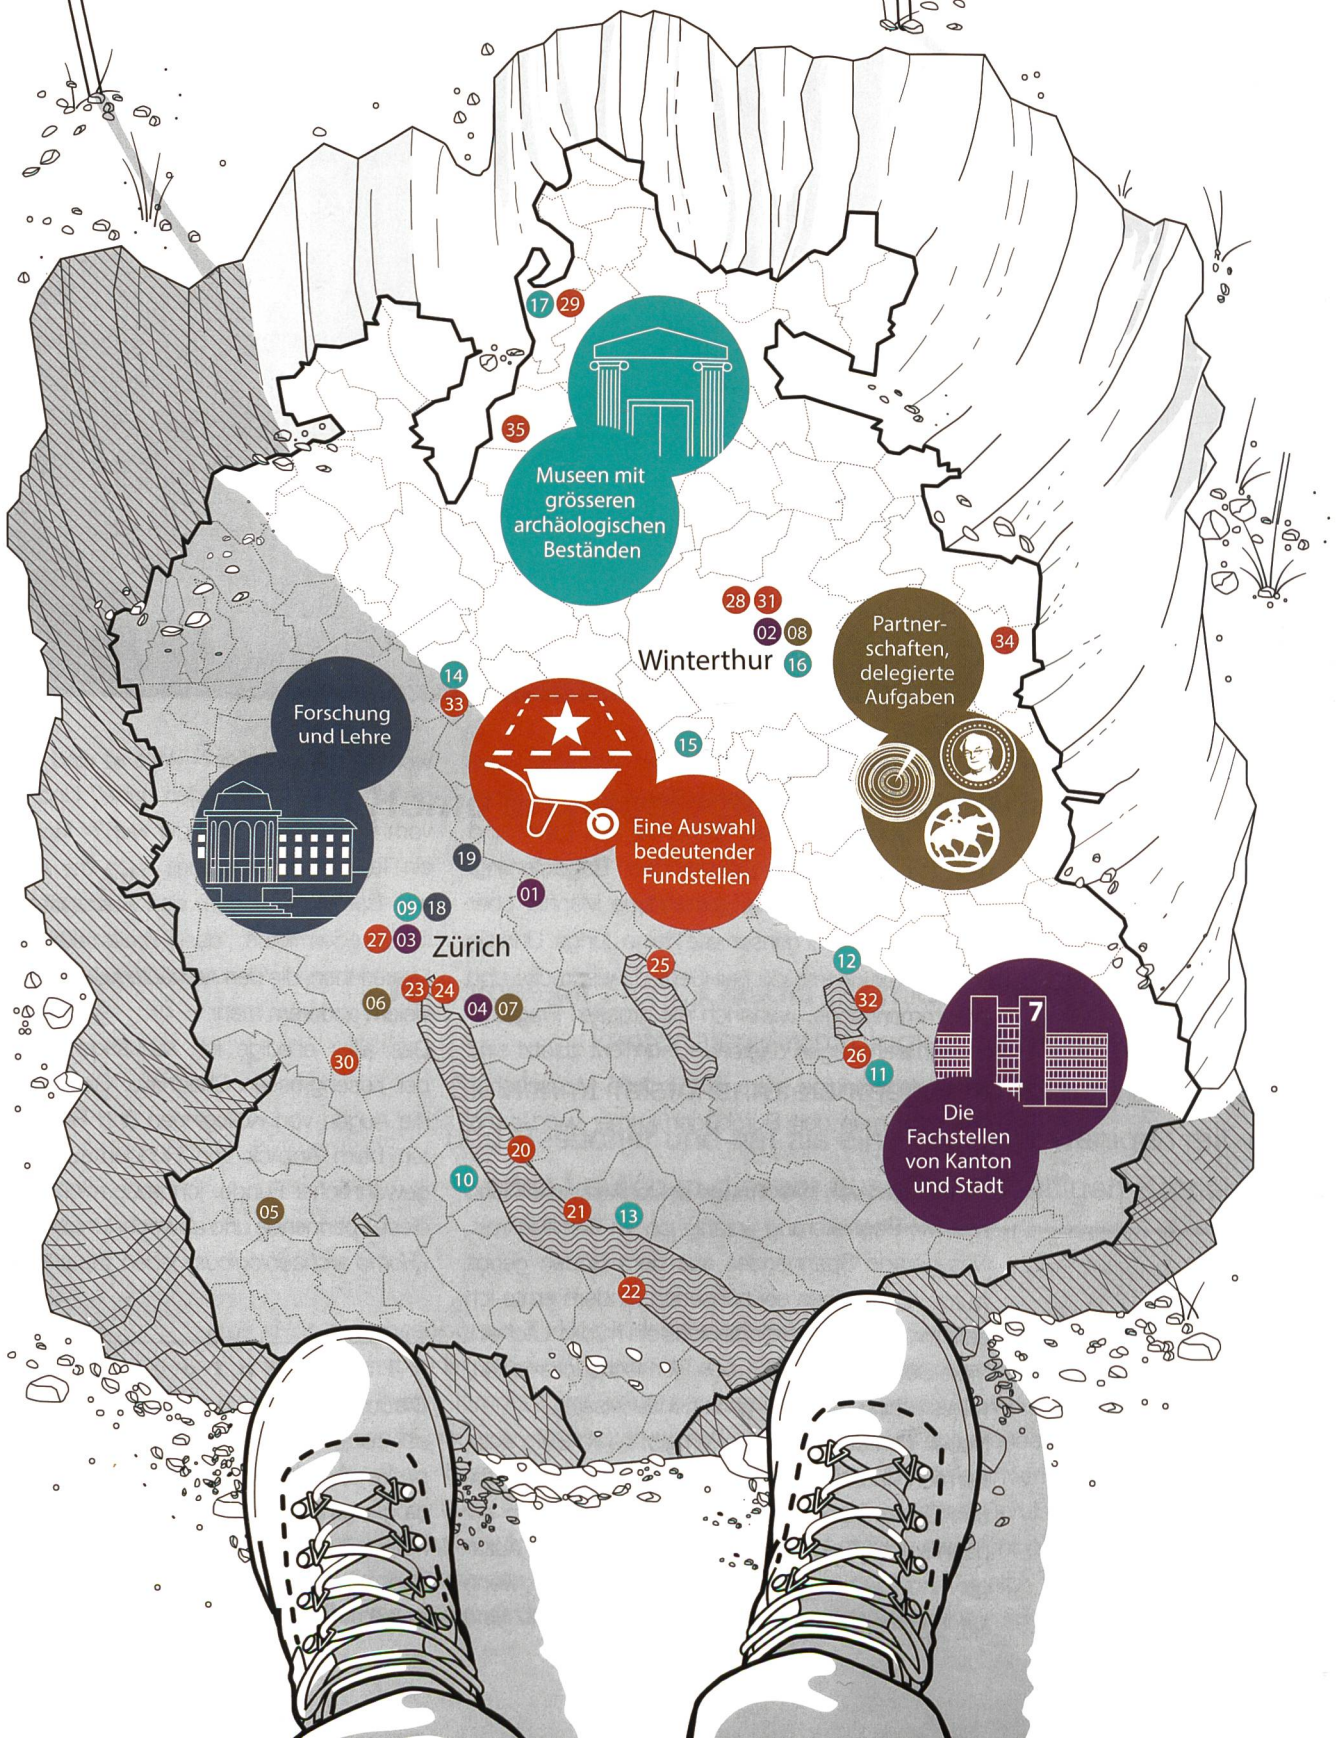 17 29
35
Museen mit
grösseren
archäologischen
Beständen
28 31
02 08
Winterthur 16
Partner-
schaften,
delegierte
Aufgaben
34
14
33
Forschung
und Lehre
15
Eine Auswahl
bedeutender
Fundstellen
19
01
09 18
27 03 Zürich
25
12
06 23 24
04 07
32
7
30
26
11
Die
Fachstellen
von Kanton
und Stadt
20
10
05
21 13
22